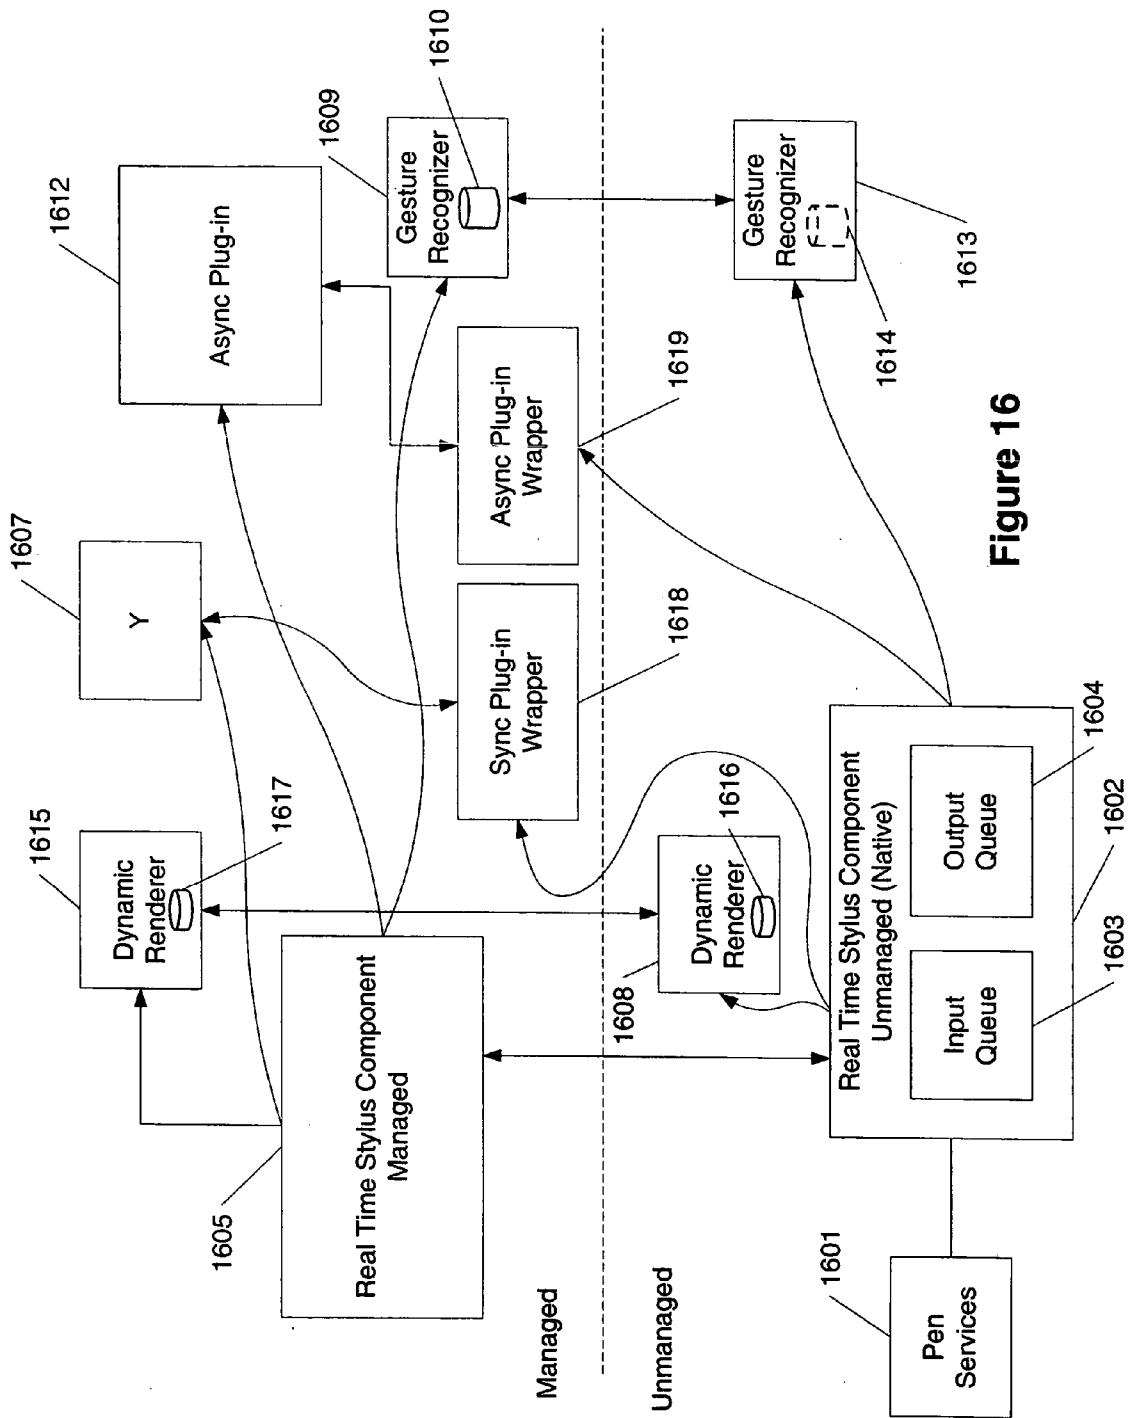 1615
Dynamic
Renderer
1617
1607
Y
1612
Async Plug-in
1605
Real Time Stylus Component
Managed
1609
Gesture
Recognizer
1610
Sync Plug-in
Wrapper
1618
Async Plug-in
Wrapper
1619
Managed
Unmanaged
1608
Dynamic
Renderer
1616
Gesture
Recognizer
1614
1613
1601
Pen
Services
Real Time Stylus Component
Unmanaged (Native)
Input
Queue
Output
Queue
1603
1602
1604
Figure 16